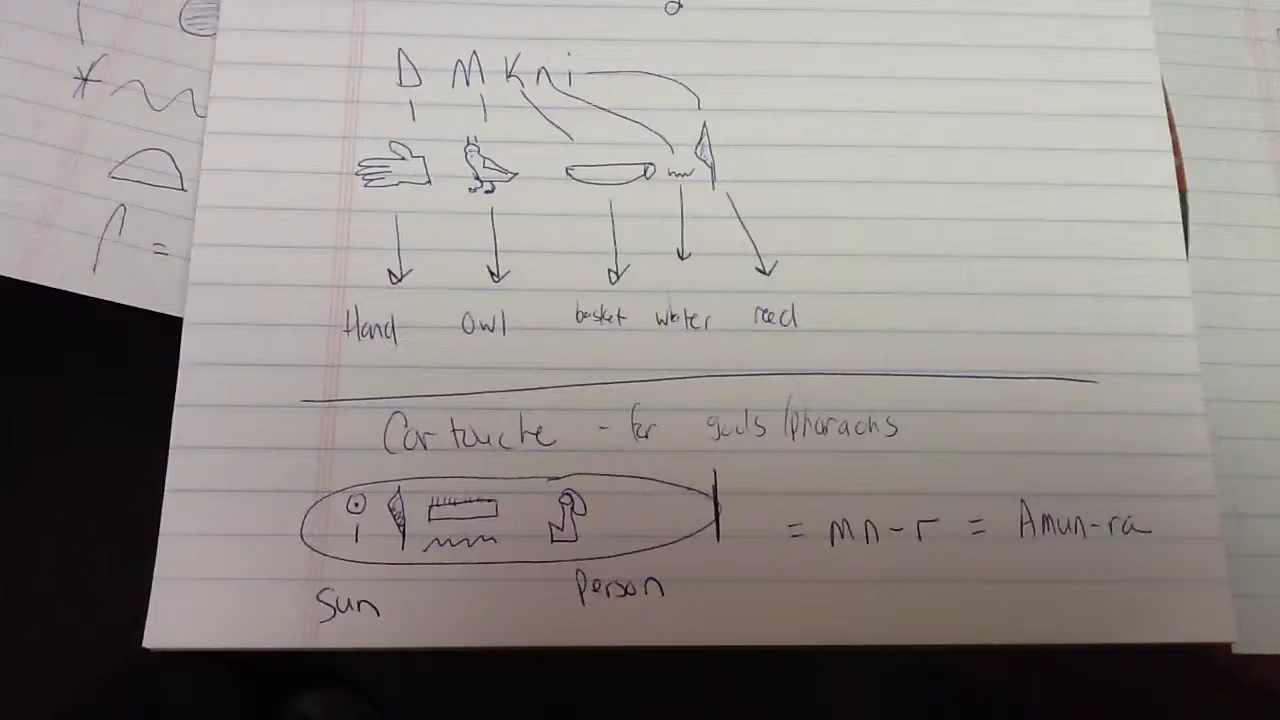 D M K n i
Hand owl basket water reed
Cartouche - for gods/pharaohs
= mn-r = Amun-ra
Sun person
=